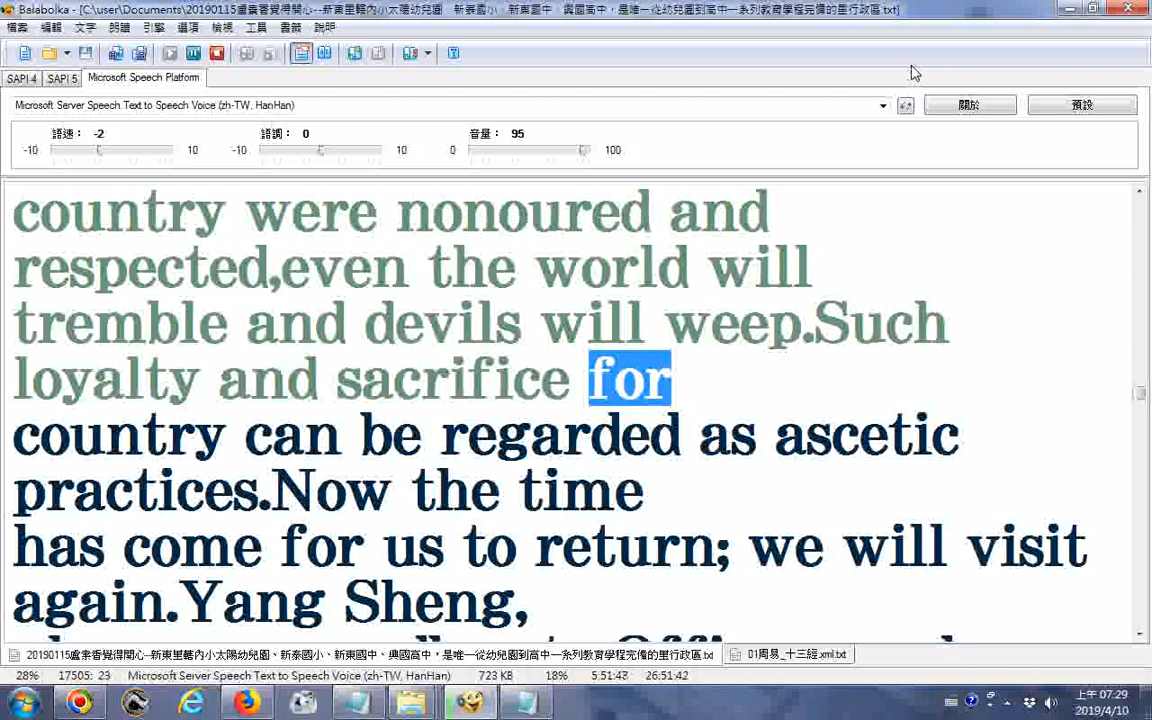 Balabolka - [C:\user\Documents\20190115盧秉香覺得開心--新東里轄內小太陽幼兒園 新泰國小、新東國中、興國高中，是唯一從幼兒園到高中一系列教育學程完備的里行政區.txt]
檔案 編輯 文字 朗讀 引擎 選項 檢視 工具 書籤 說明
SAPI 4 SAPI 5 Microsoft Speech Platform
Microsoft Server Speech Text to Speech Voice (zh-TW, HanHan) 關於 預設
語速： -2 語調： 0 音量： 95
-10 10 -10 10 0 100
country were nonoured and
respected,even the world will
tremble and devils will weep.Such
loyalty and sacrifice for
country can be regarded as ascetic
practices.Now the time
has come for us to return; we will visit
again.Yang Sheng,
20190115盧秉香覺得開心--新東里轄內小太陽幼兒園、新泰國小、新東國中、興國高中，是唯一從幼兒園到高中一系列教育學程完備的里行政區.txt 01周易_十三經.xml.txt
28% 17505: 23 Microsoft Server Speech Text to Speech Voice (zh-TW, HanHan) 723 KB 18% 5:51:47 26:51:42
上午 07:29
2019/4/10